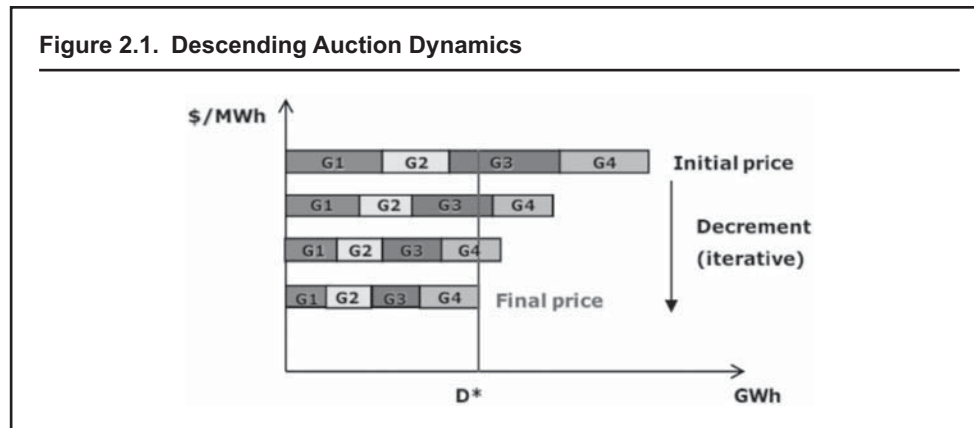 Figure 2.1. Descending Auction Dynamics
$/MWh
G1 G2 G3 G4 Initial price
G1 G2 G3 G4
Decrement
(iterative)
G1 G2 G3 G4
G1 G2 G3 G4 Final price
D* GWh